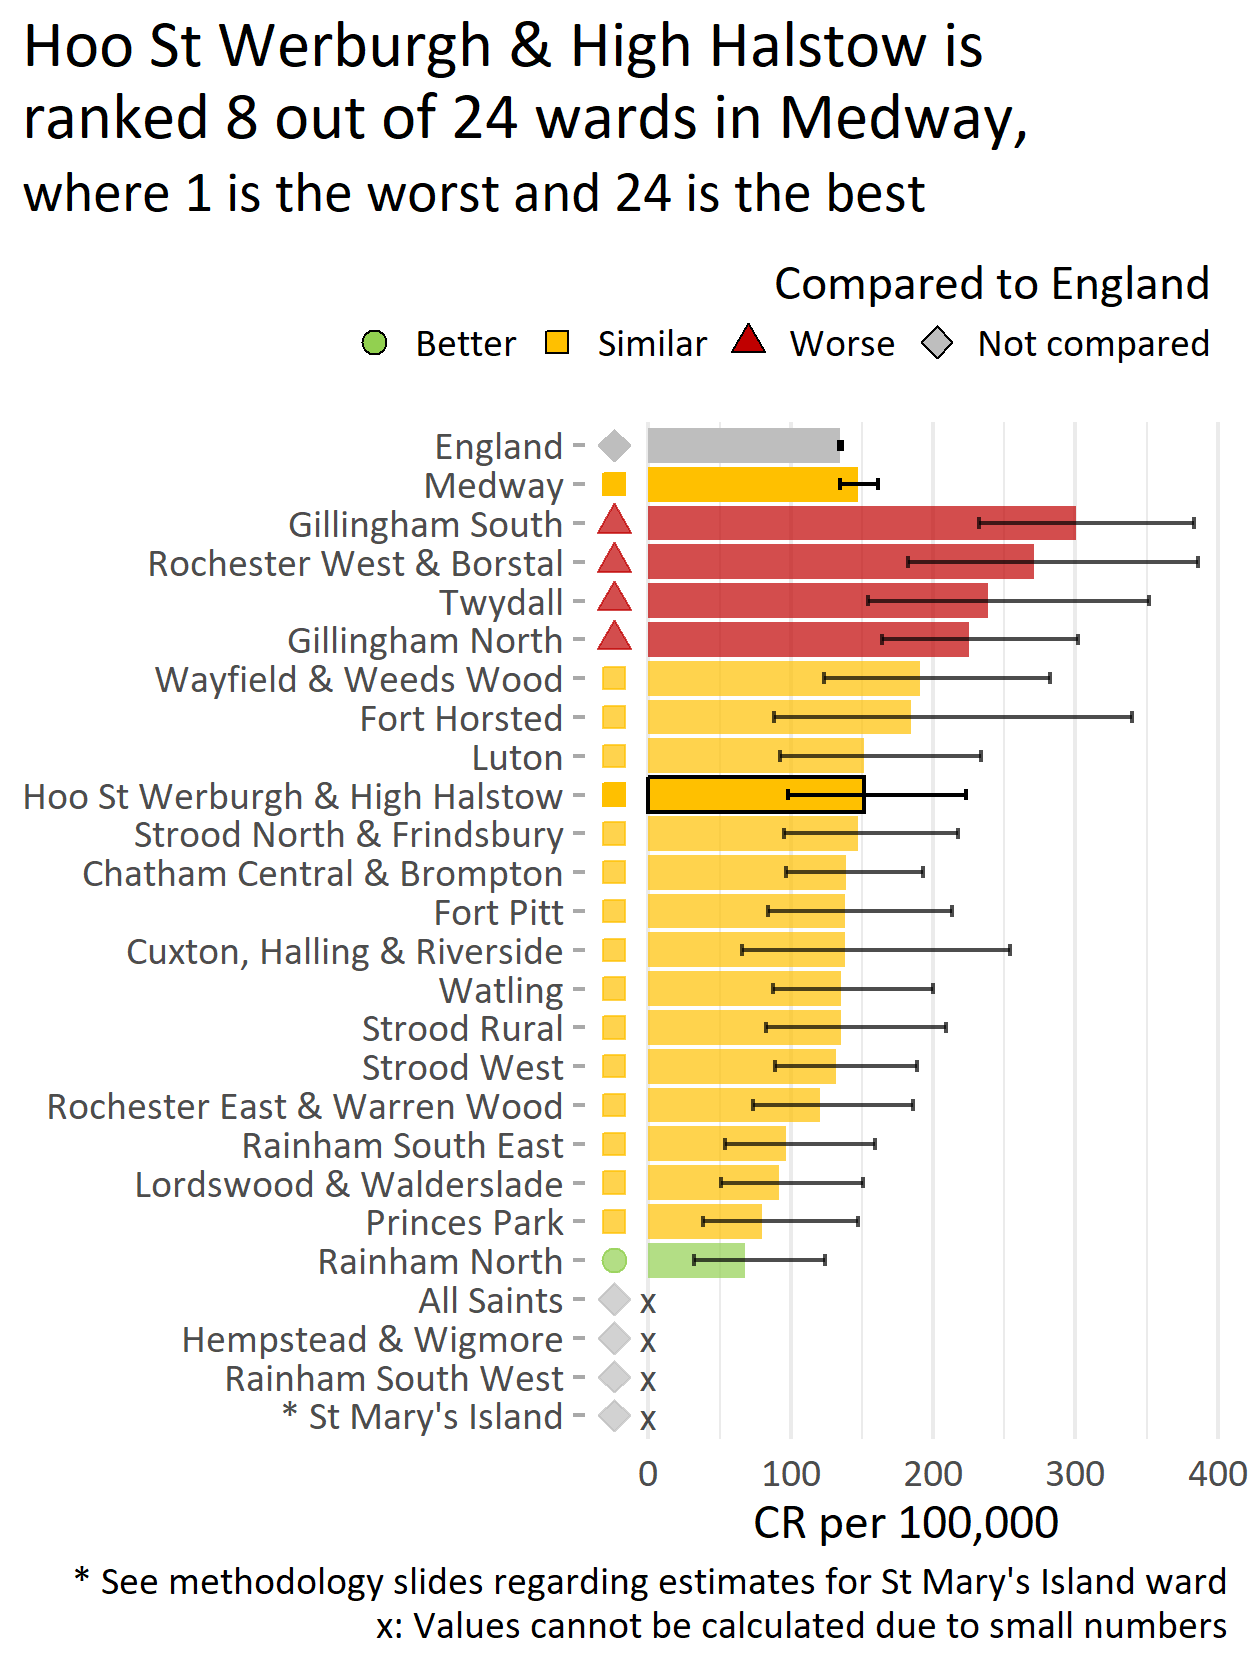 Hoo St Werburgh & High Halstow is
ranked 8 out of 24 wards in Medway,
where 1 is the worst and 24 is the best
Compared to England
Better Similar Worse Not compared
England
Medway
Gillingham South
Rochester West & Borstal
Twydall
Gillingham North
Wayfield & Weeds Wood
Fort Horsted
Luton
Hoo St Werburgh & High Halstow
Strood North & Frindsbury
Chatham Central & Brompton
Fort Pitt
Cuxton, Halling & Riverside
Watling
Strood Rural
Strood West
Rochester East & Warren Wood
Rainham South East
Lordswood & Walderslade
Princes Park
Rainham North
All Saints x
Hempstead & Wigmore x
Rainham South West x
* St Mary's Island x
0 100 200 300 400
CR per 100,000
* See methodology slides regarding estimates for St Mary's Island ward
x: Values cannot be calculated due to small numbers